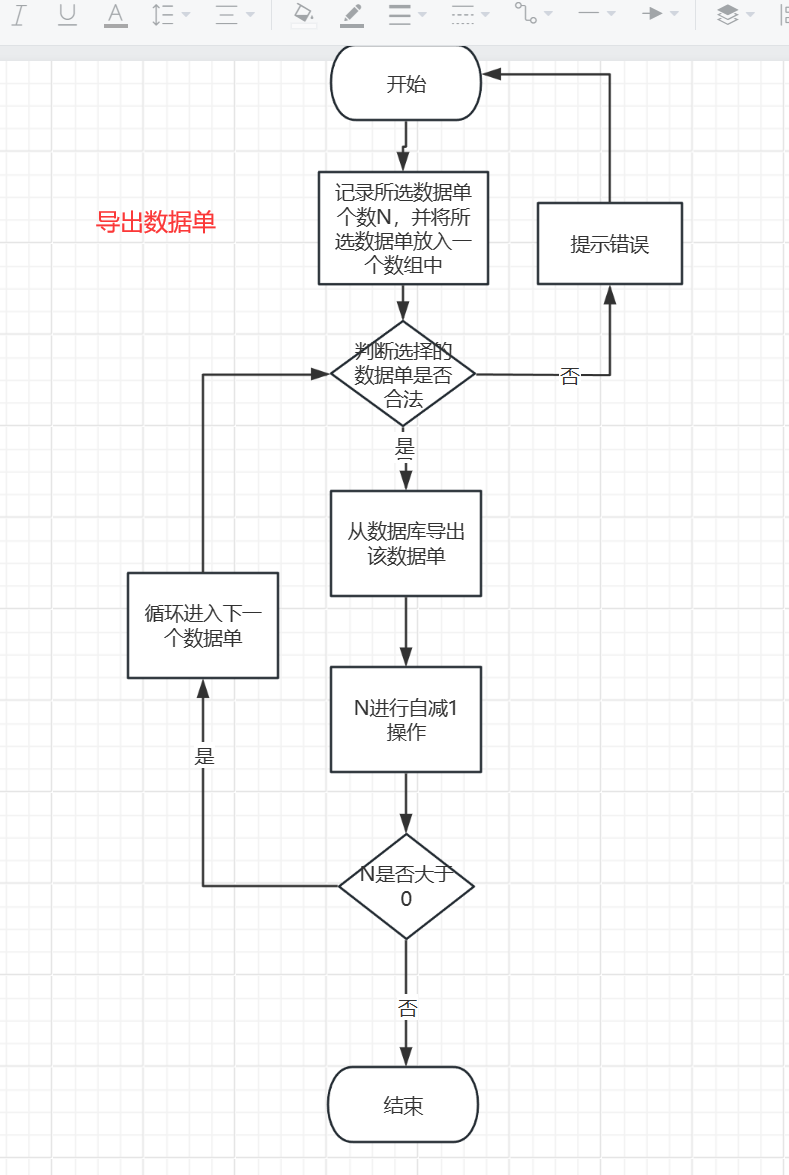 开始
导出数据单
记录所选数据单
个数N，并将所
选数据单放入一
个数组中
提示错误
判断选择的
数据单是否
合法
否
是
从数据库导出
该数据单
循环进入下一
个数据单
N进行自减1
操作
是
N是否大于
0
否
结束